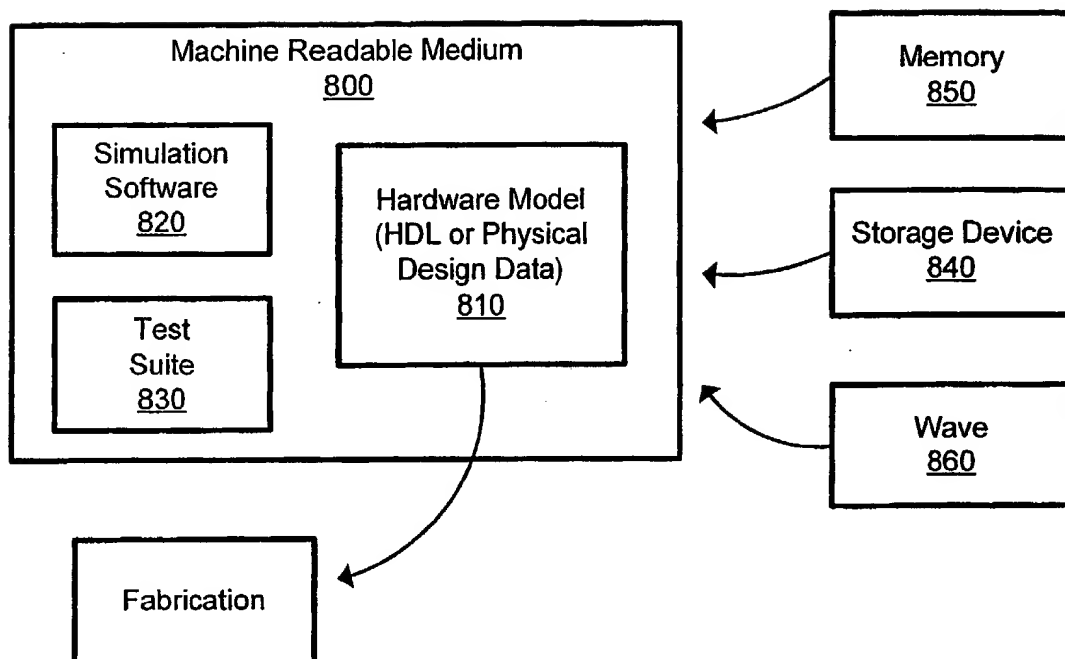 Machine Readable Medium
800
Simulation
Software
820
Test
Suite
830
Hardware Model
(HDL or Physical
Design Data)
810
Memory
850
Storage Device
840
Wave
860
Fabrication